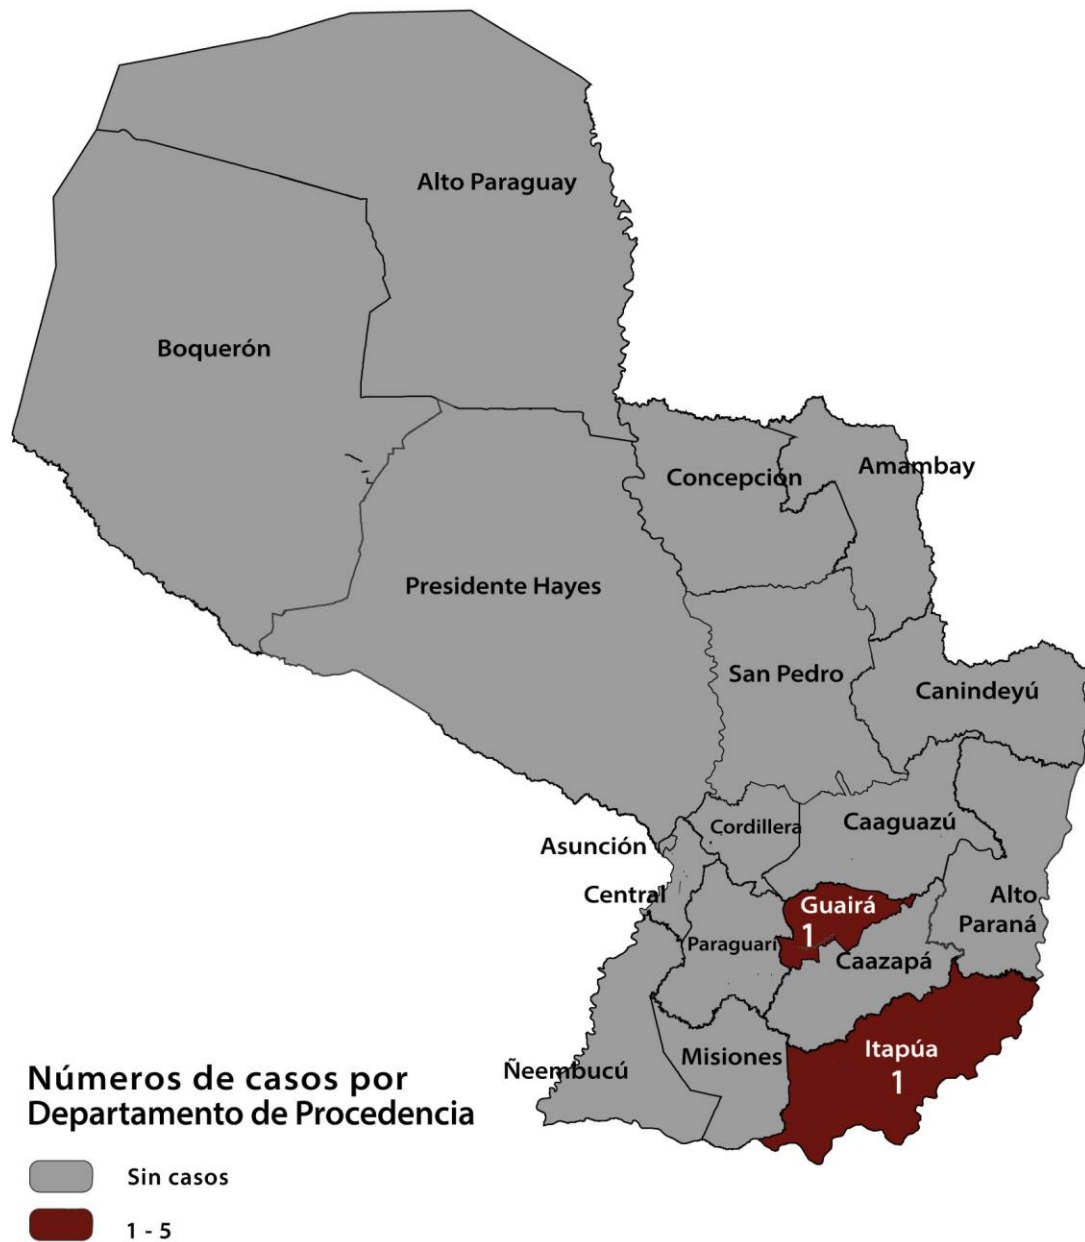 Alto Paraguay
Boquerón
Concepción
Amambay
Presidente Hayes
San Pedro
Canindeyú
Cordillera
Caaguazú
Asunción
Central
Guairá
1
Alto
Paraná
Paraguarí
Caazapá
Itapúa
1
Misiones
Ñeembucú
Números de casos por
Departamento de Procedencia
Sin casos
1 - 5